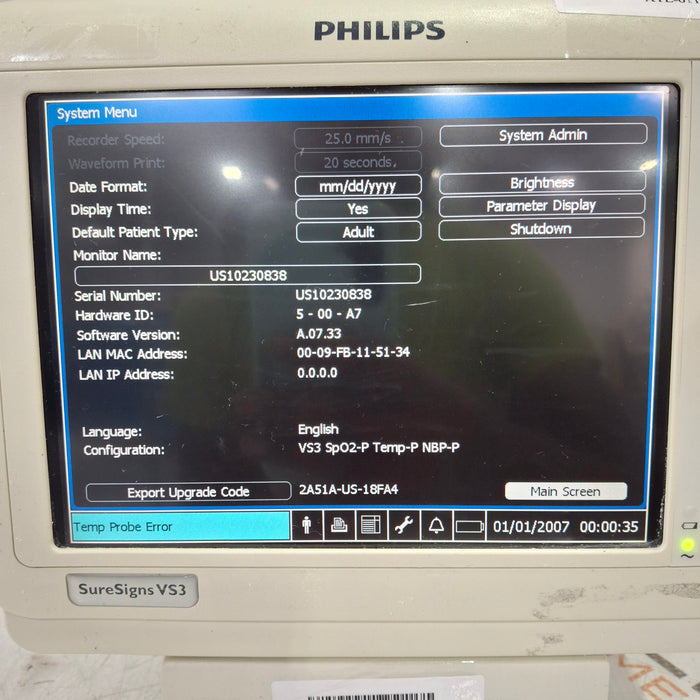 PHILIPS
System Menu
Recorder Speed: 25.0 mm/s
System Admin
Waveform Print: 20 seconds
Date Format: mm/dd/yyyy
Brightness
Display Time: Yes
Parameter Display
Default Patient Type: Adult
Shutdown
Monitor Name:
US10230838
Serial Number: US10230838
Hardware ID: 5 - 00 - A7
Software Version: A.07.33
LAN MAC Address: 00-09-FB-11-51-34
LAN IP Address: 0.0.0.0
Language: English
Configuration: VS3 SpO2-P Temp-P NBP-P
Export Upgrade Code 2A51A-US-18FA4
Main Screen
Temp Probe Error
01/01/2007 00:00:35
SureSigns VS3